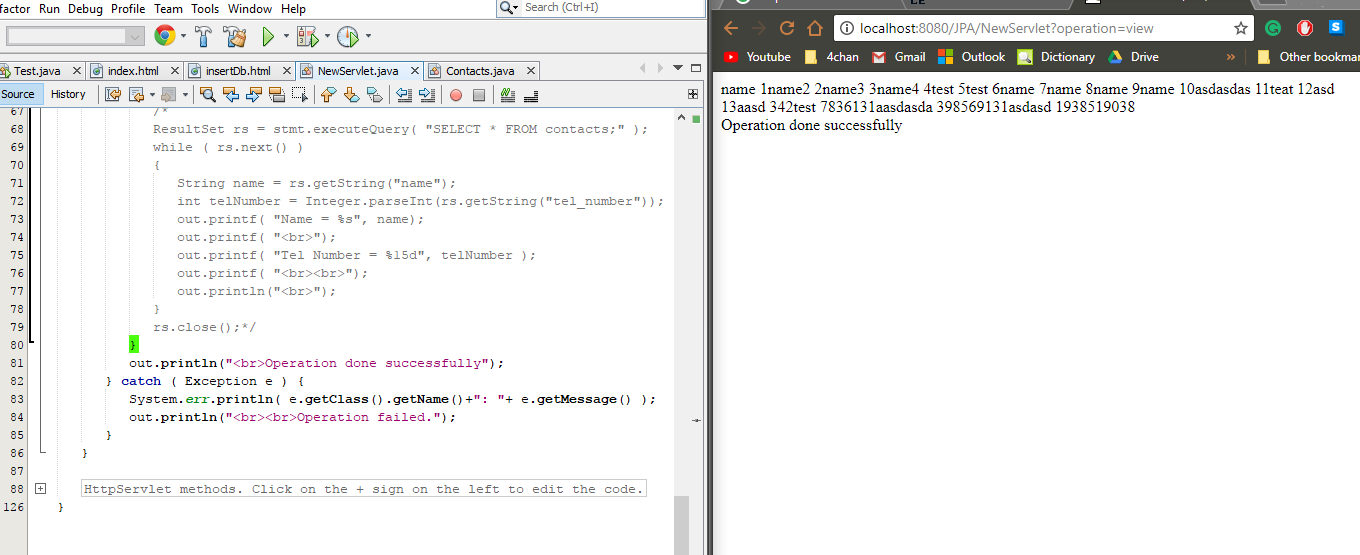 factor Run Debug Profile Team Tools Window Help
Search (Ctrl+I)
Test.java index.html insertDb.html NewServlet.java Contacts.java
Source History
67 /*
68 ResultSet rs = stmt.executeQuery( "SELECT * FROM contacts;" );
69 while ( rs.next() )
70 {
71 String name = rs.getString("name");
72 int telNumber = Integer.parseInt(rs.getString("tel_number"));
73 out.printf( "Name = %s", name);
74 out.printf( "<br>");
75 out.printf( "Tel Number = %15d", telNumber );
76 out.printf( "<br><br>");
77 out.println("<br>");
78 }
79 rs.close();*/
80 }
81 out.println("<br>Operation done successfully");
82 } catch ( Exception e ) {
83 System.err.println( e.getClass().getName()+": "+ e.getMessage() );
84 out.println("<br><br>Operation failed.");
85 }
86 }
87
88 HttpServlet methods. Click on the + sign on the left to edit the code.
126 }
localhost:8080/JPA/NewServlet?operation=view
Youtube 4chan Gmail Outlook Dictionary Drive » Other bookmar
name 1name2 2name3 3name4 4test 5test 6name 7name 8name 9name 10asdasdas 11teat 12asd
13aasd 342test 7836131aasdasda 398569131asdasd 1938519038
Operation done successfully